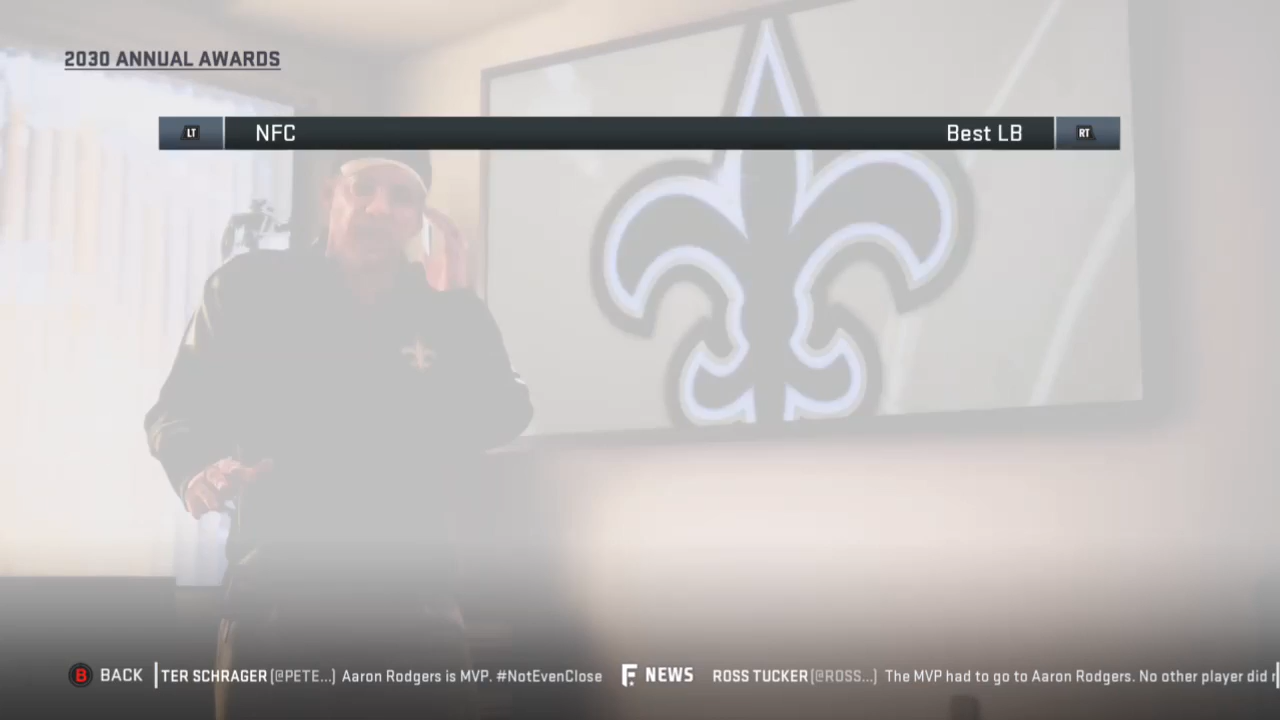 2030 ANNUAL AWARDS
LT NFC Best LB RT
B BACK TER SCHRAGER (@PETE...) Aaron Rodgers is MVP. #NotEvenClose F. NEWS ROSS TUCKER (@ROSS...) The MVP had to go to Aaron Rodgers. No other player did